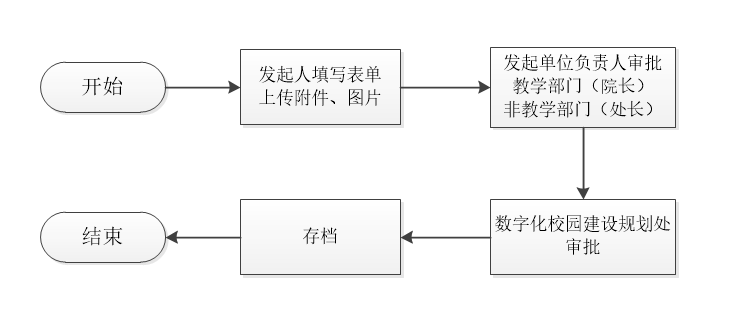 开始
发起人填写表单
上传附件、图片
发起单位负责人审批
教学部门（院长）
非教学部门（处长）
数字化校园建设规划处
审批
存档
结束